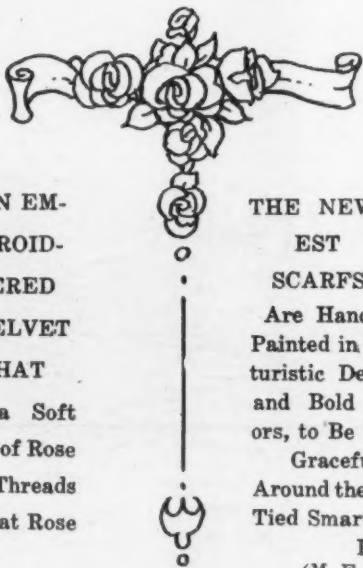 N EM-
ROID-
ERED
ELVET
HAT
a Soft
of Rose
Threads
at Rose
THE NEW
EST
SCARFS
Are Hand
Painted in
turistic De
and Bold
ors, to Be
Gracef
Around the
Tied Smar